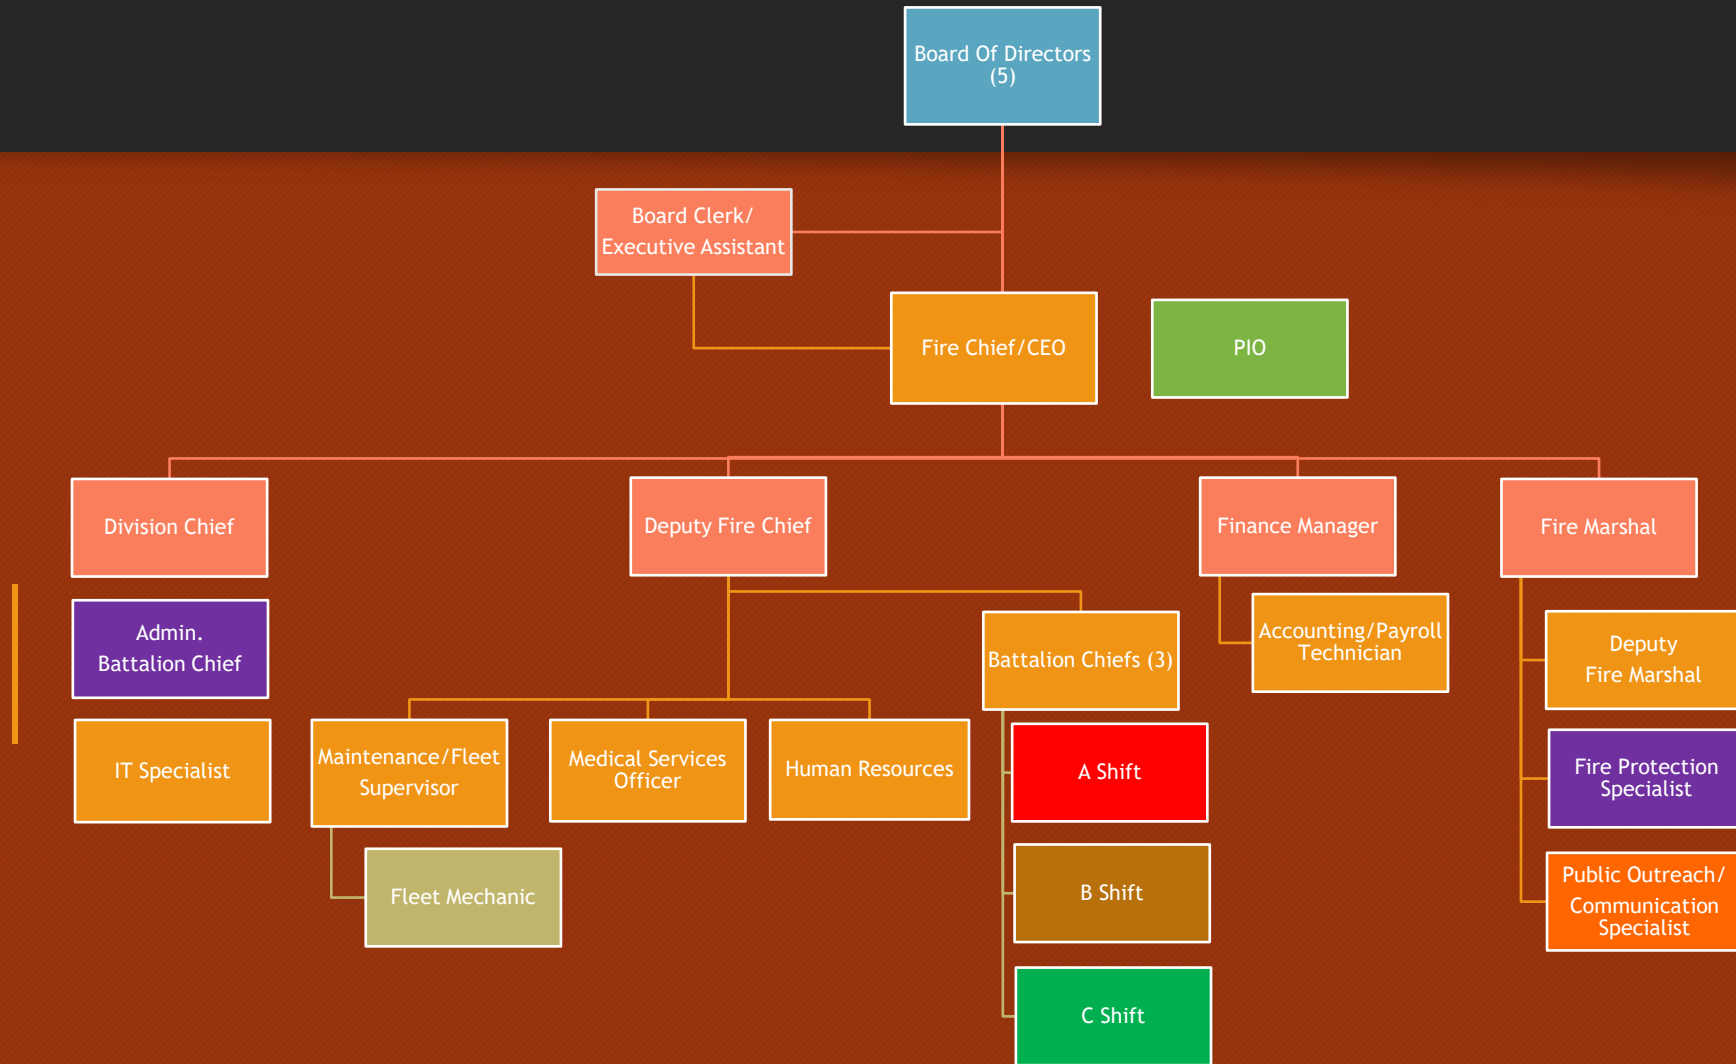 Board Of Directors
(5)
Board Clerk/
Executive Assistant
Fire Chief/CEO
PIO
Division Chief
Deputy Fire Chief
Finance Manager
Fire Marshal
Admin.
Battalion Chief
Battalion Chiefs (3)
Accounting/Payroll
Technician
Deputy
Fire Marshal
IT Specialist
Maintenance/Fleet
Supervisor
Medical Services
Officer
Human Resources
A Shift
Fire Protection
Specialist
Fleet Mechanic
B Shift
Public Outreach/
Communication
Specialist
C Shift